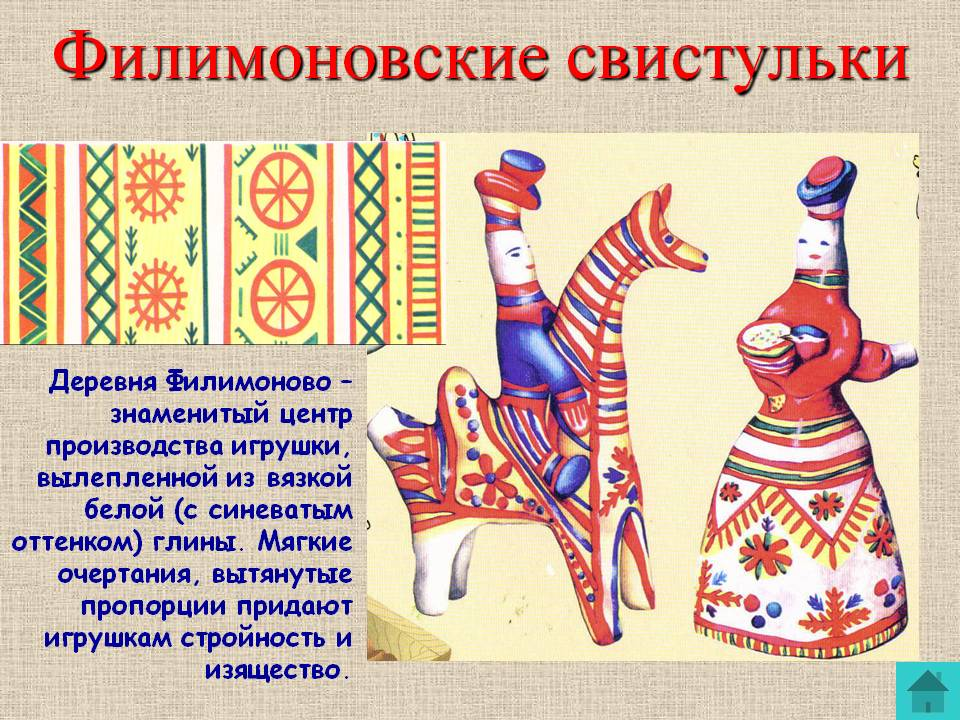 Филимоновские свистульки
Деревня Филимоново –
знаменитый центр
производства игрушки,
вылепленной из вязкой
белой (с синеватым
оттенком) глины. Мягкие
очертания, вытянутые
пропорции придают
игрушкам стройность и
изящество.